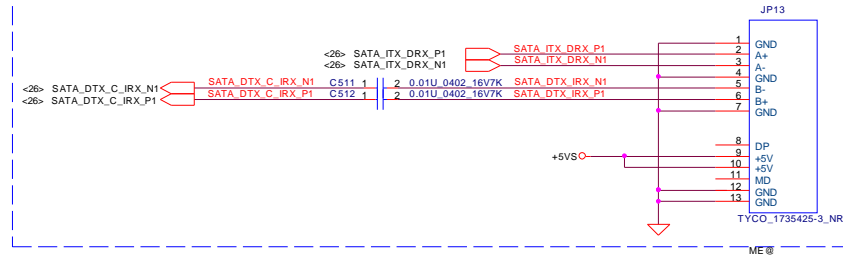 JP13
1 GND
<26> SATA_ITX_DRX_P1 SATA_ITX_DRX_P1 2 A+
<26> SATA_ITX_DRX_N1 SATA_ITX_DRX_N1 3 A-
4 GND
<26> SATA_DTX_C_IRX_N1 SATA_DTX_C_IRX_N1 C511 1 2 0.01U_0402_16V7K SATA_DTX_IRX_N1 5 B-
<26> SATA_DTX_C_IRX_P1 SATA_DTX_C_IRX_P1 C512 1 2 0.01U_0402_16V7K SATA_DTX_IRX_P1 6 B+
7 GND
8 DP
+5VS 9 +5V
10 +5V
11 MD
12 GND
13 GND
TYCO_1735425-3_NR
ME@